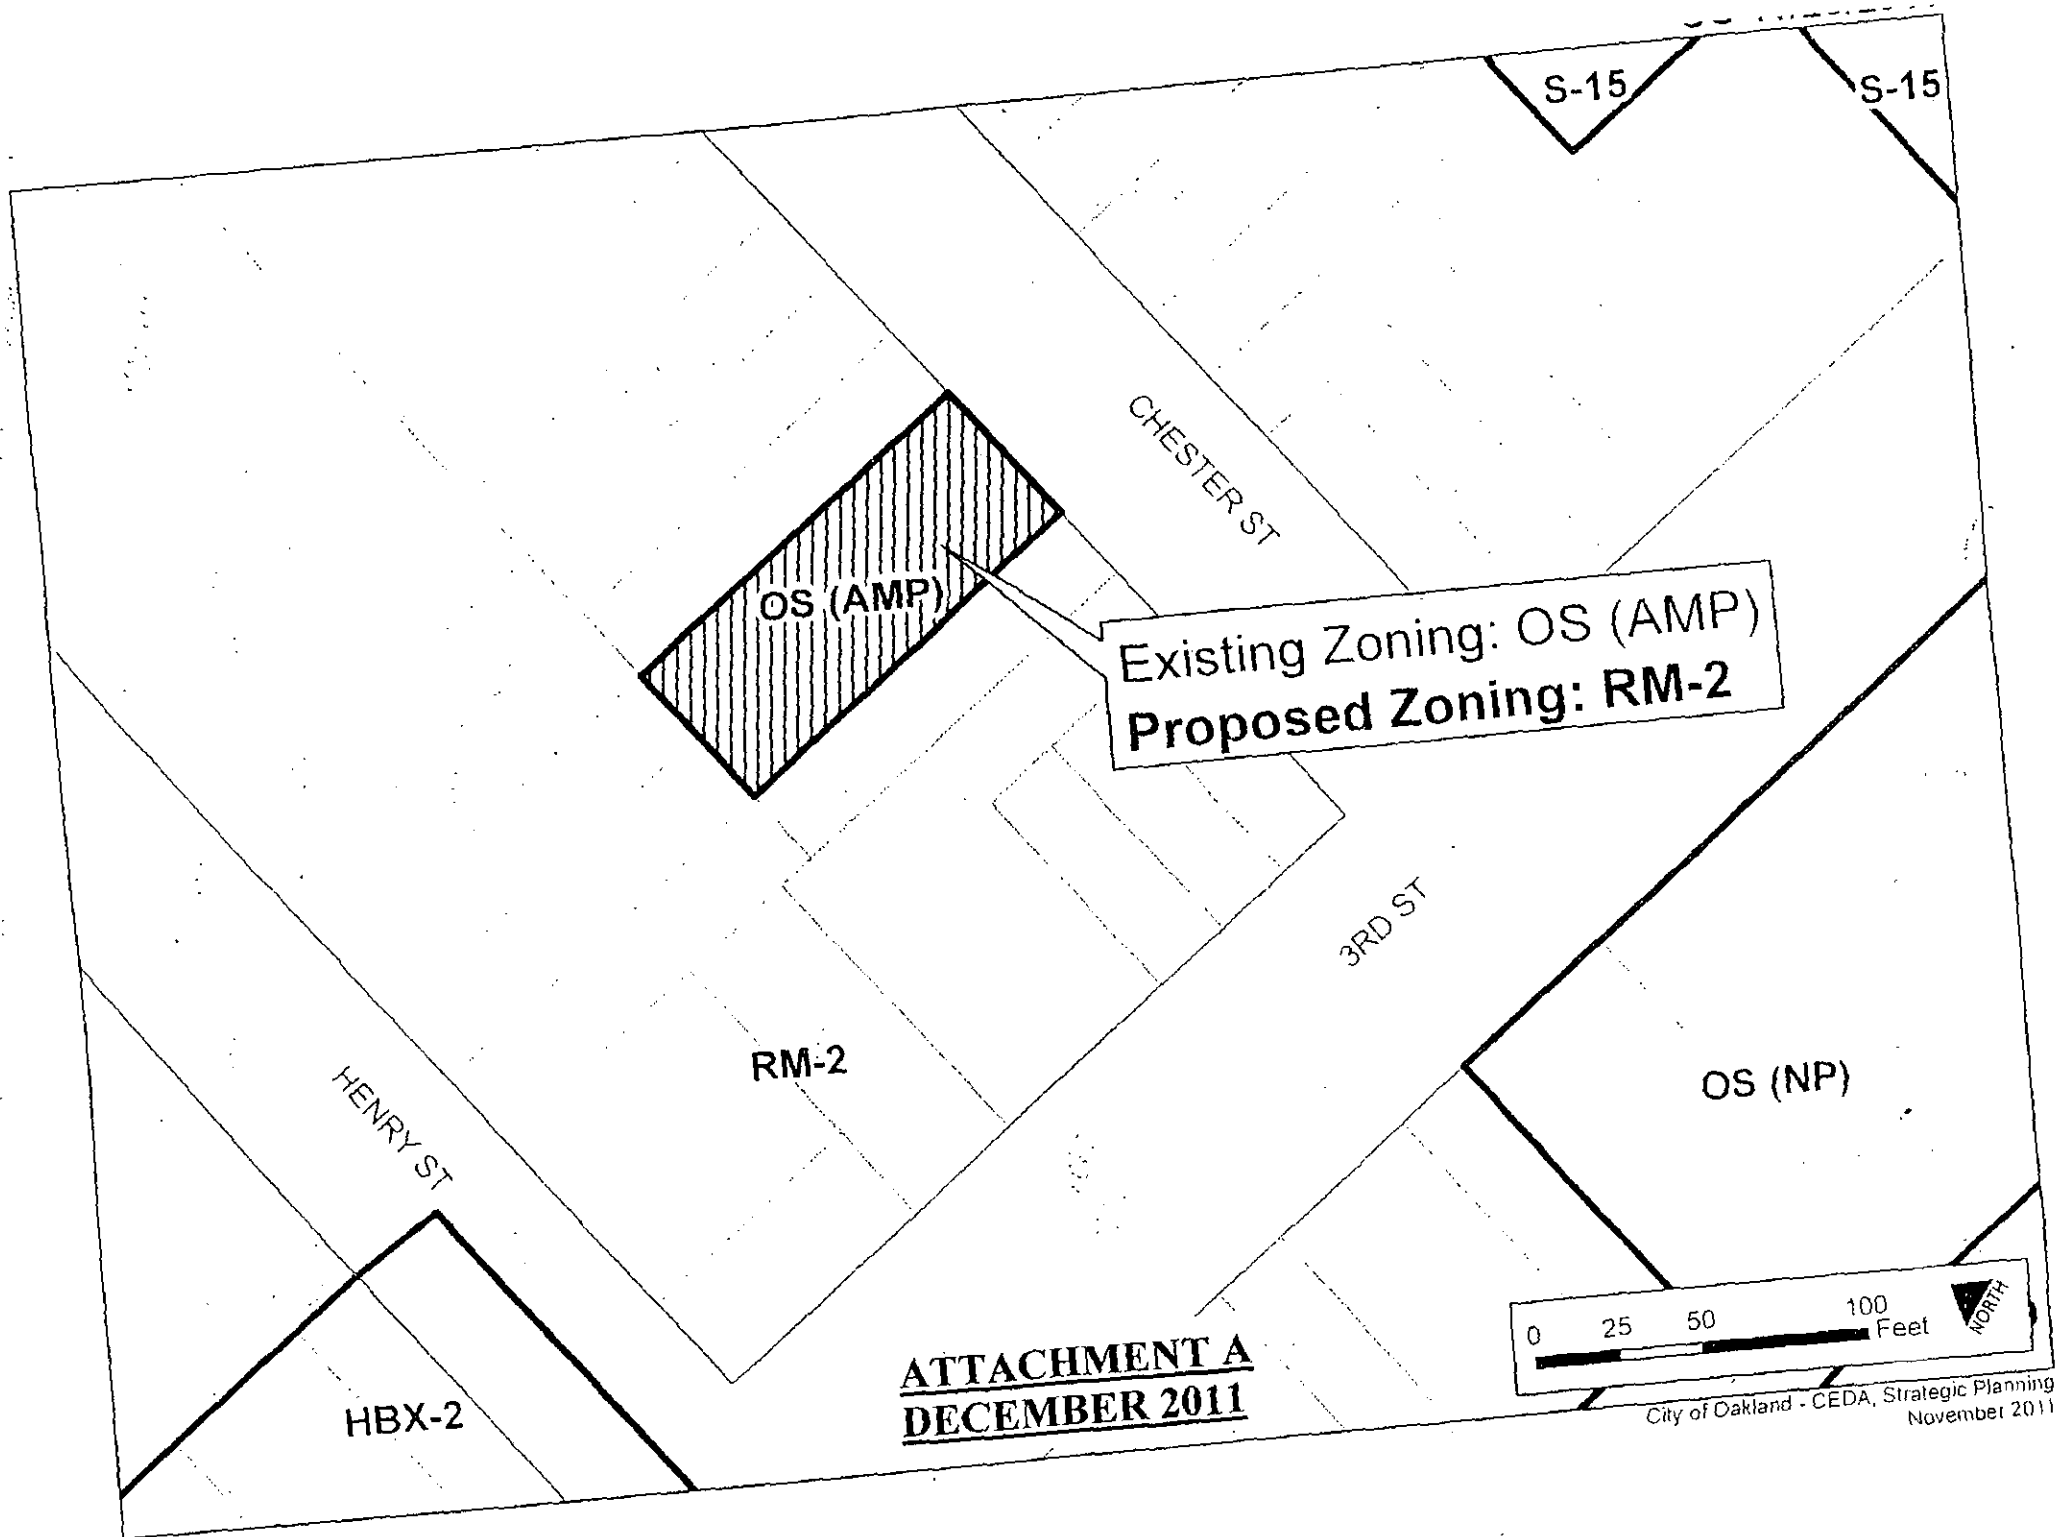 S-15
S-15
CHESTER ST
OS (AMP)
Existing Zoning: OS (AMP)
Proposed Zoning: RM-2
3RD ST
RM-2
OS (NP)
HENRY ST
HBX-2
0 25 50 100
Feet
NORTH
ATTACHMENT A
DECEMBER 2011
City of Oakland - CEDA, Strategic Planning
November 2011